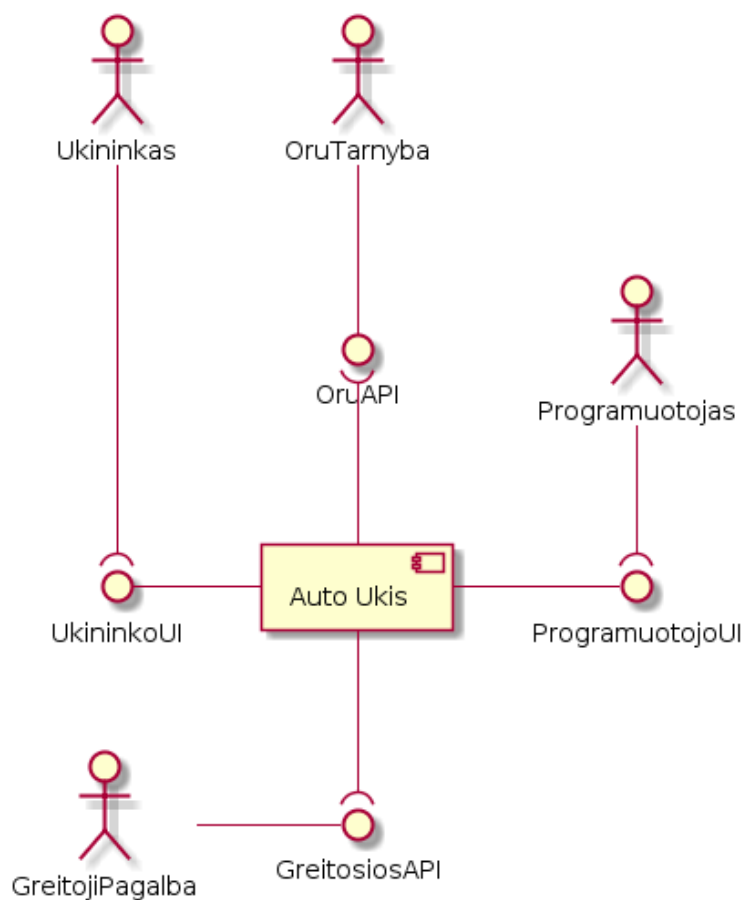 Ukininkas
OruTarnyba
OruAPI
Programuotojas
Auto Ukis
UkininkoUI
ProgramuotojoUI
GreitosiosAPI
GreitojiPagalba